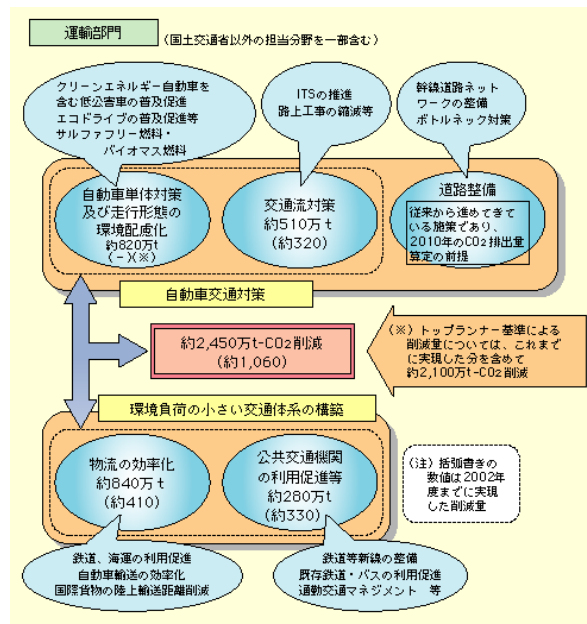 運輸部門
(国土交通省以外の担当分野を一部含む)
クリーンエネルギー自動車を
含む低公害車の普及促進
エコドライブの普及促進等
サルファフリー燃料・
バイオマス燃料
ITSの推進
路上工事の縮減等
幹線道路ネット
ワークの整備
ボトルネック対策
自動車単体対策
及び走行形態の
環境配慮化
約820万t
(-)(※)
交通流対策
約510万t
(約320)
道路整備
従来から進めてきて
いる施策であり、
2010年のCO2排出量
算定の前提
自動車交通対策
約2,450万t-CO2削減
(約1,060)
(※)トップランナー基準による
削減量については、これまで
に実現した分を含めて
約2,100万t-CO2削減
環境負荷の小さい交通体系の構築
物流の効率化
約840万t
(約410)
公共交通機関
の利用促進等
約280万t
(約330)
(注)括弧書きの
数値は2002年
度までに実現
した削減量
鉄道、海運の利用促進
自動車輸送の効率化
国際貨物の陸上輸送距離削減
鉄道等新線の整備
既存鉄道・バスの利用促進
通勤交通マネジメント 等